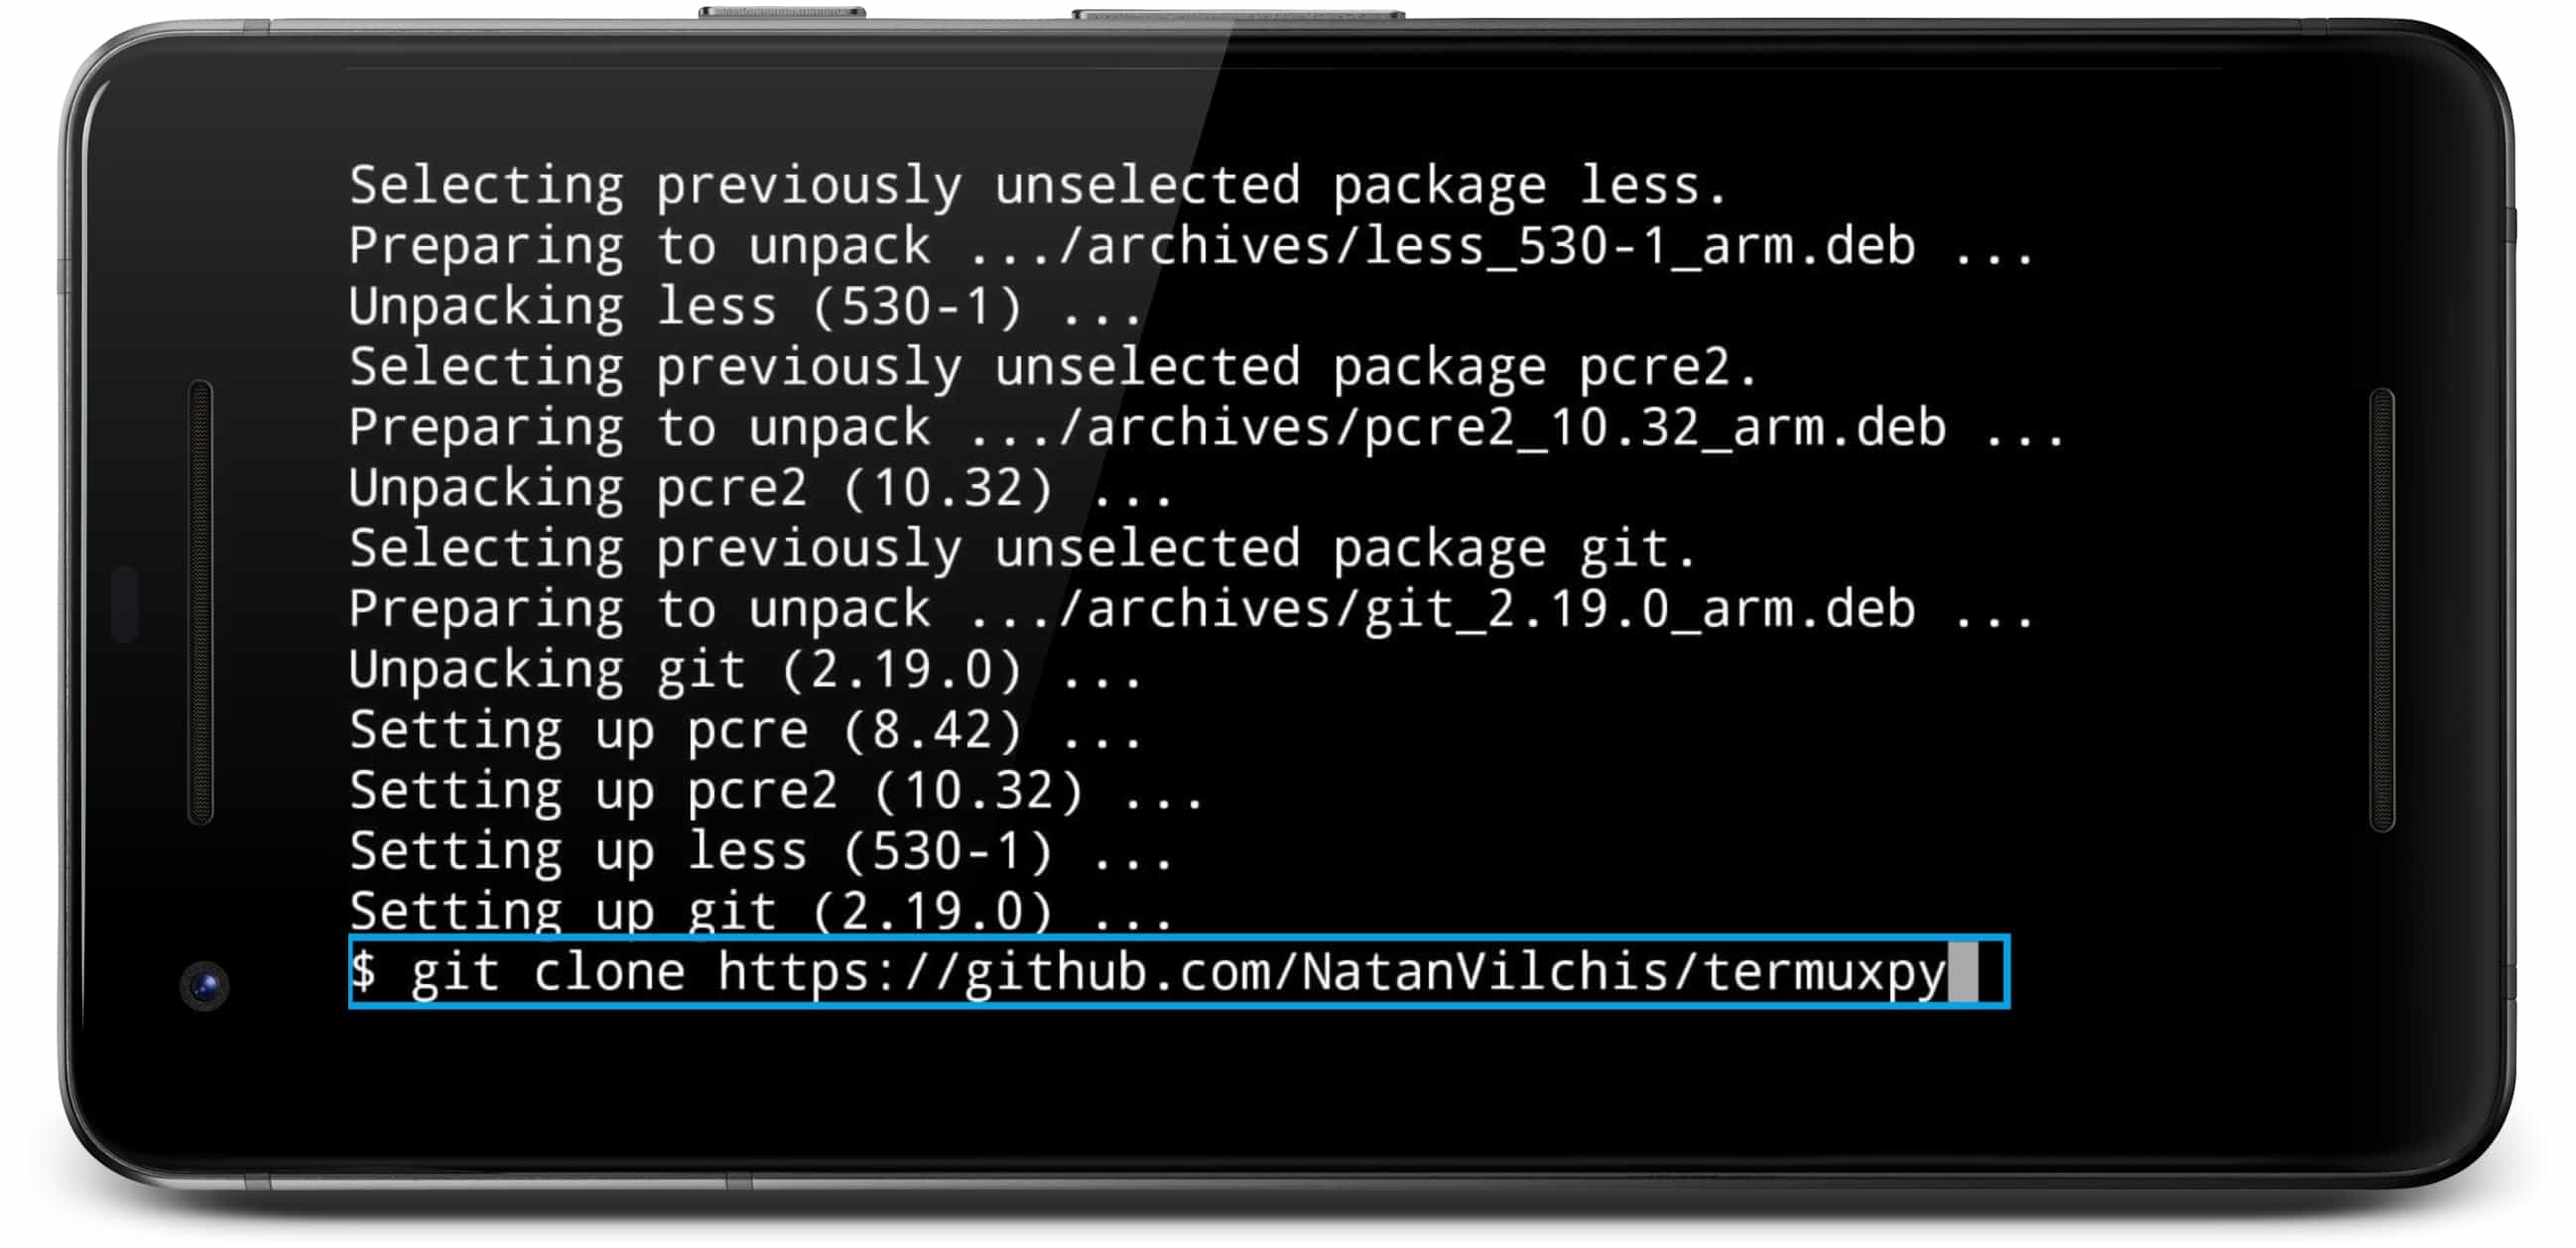 Selecting previously unselected package less.
Preparing to unpack .../archives/less_530-1_arm.deb ...
Unpacking less (530-1) ...
Selecting previously unselected package pcre2.
Preparing to unpack .../archives/pcre2_10.32_arm.deb ...
Unpacking pcre2 (10.32) ...
Selecting previously unselected package git.
Preparing to unpack .../archives/git_2.19.0_arm.deb ...
Unpacking git (2.19.0) ...
Setting up pcre (8.42) ...
Setting up pcre2 (10.32) ...
Setting up less (530-1) ...
Setting up git (2.19.0) ...
$ git clone https://github.com/NatanVilchis/termuxpy